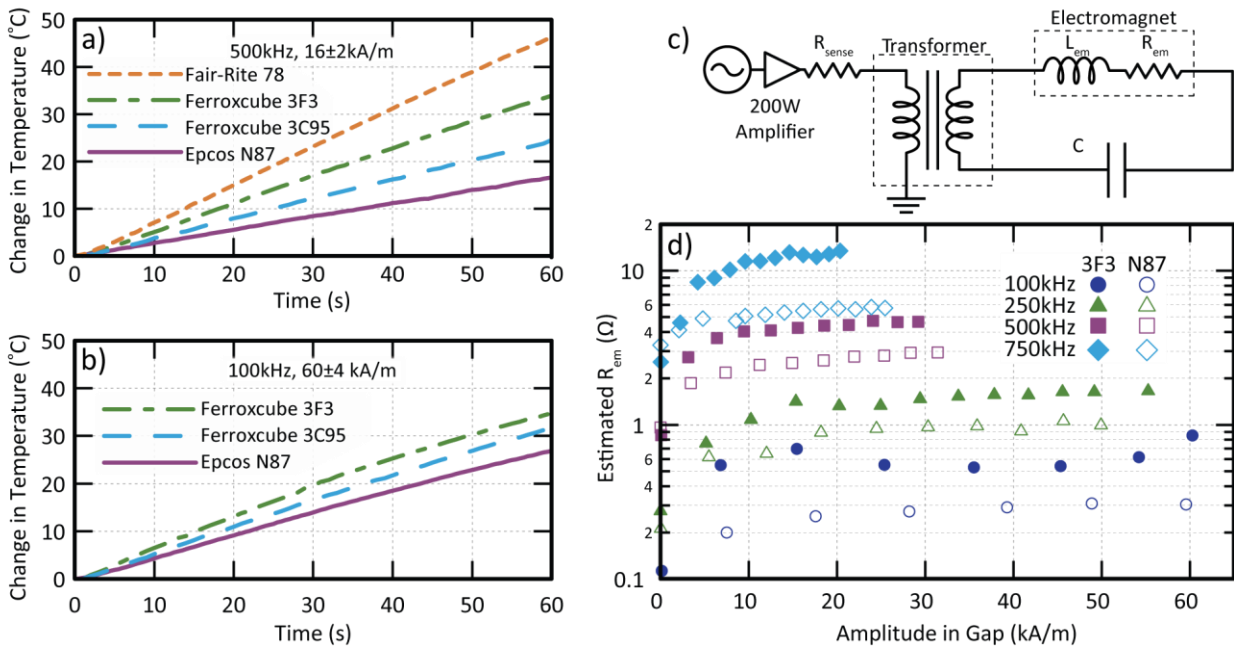 a)
500kHz, 16±2kA/m
Fair-Rite 78
Ferroxcube 3F3
Ferroxcube 3C95
Epcos N87
Change in Temperature (°C)
50
40
30
20
10
0
0 10 20 30 40 50 60
Time (s)
b)
100kHz, 60±4 kA/m
Ferroxcube 3F3
Ferroxcube 3C95
Epcos N87
Change in Temperature (°C)
50
40
30
20
10
0
0 10 20 30 40 50 60
Time (s)
c)
Electromagnet
R_sense
Transformer
L_em
R_em
200W
Amplifier
C
d)
3F3 N87
100kHz
250kHz
500kHz
750kHz
Estimated R_em (Ω)
2
10
6
4
2
1
6
4
2
0.1
0 10 20 30 40 50 60
Amplitude in Gap (kA/m)